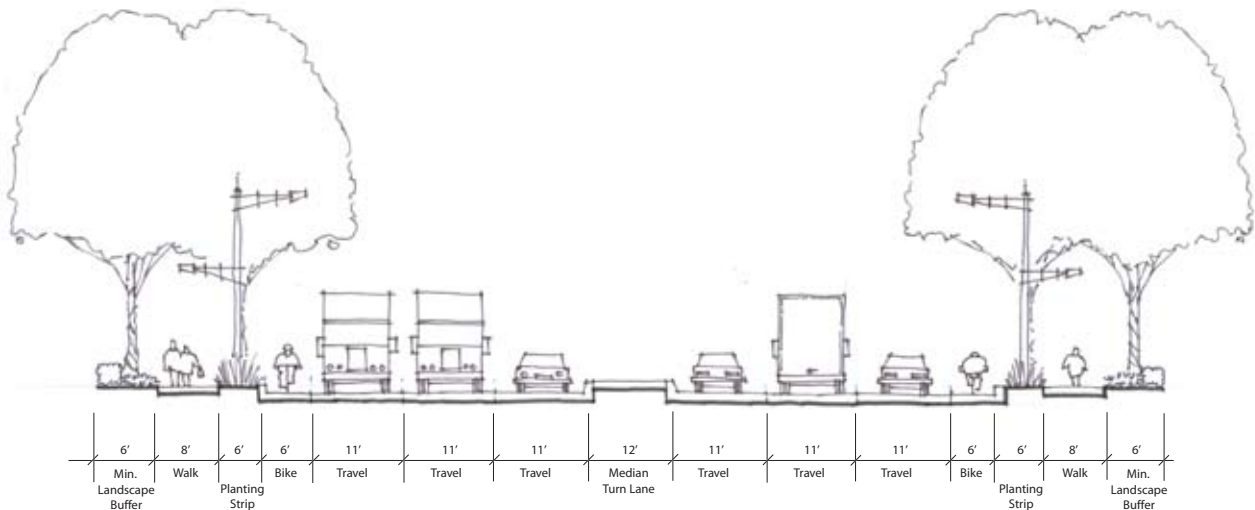 6’ 8’ 6’ 6’ 11’ 11’ 11’ 12’ 11’ 11’ 11’ 6’ 6’ 8’ 6’
Min. Walk Bike Travel Travel Travel Median Travel Travel Travel Bike Walk Min.
Landscape Planting Turn Lane Planting Landscape
Buffer Strip Strip Buffer